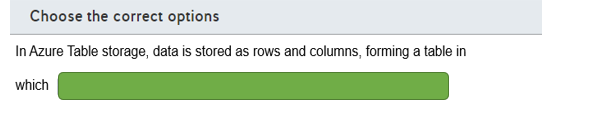 Choose the correct options
In Azure Table storage, data is stored as rows and columns, forming a table in
which